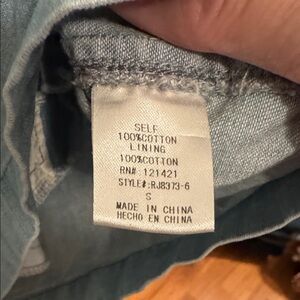 SELF
100%COTTON
LINING
100%COTTON
RN# 121421
STYLE#:RJ8373-6
S
MADE IN CHINA
HECHO EN CHINA